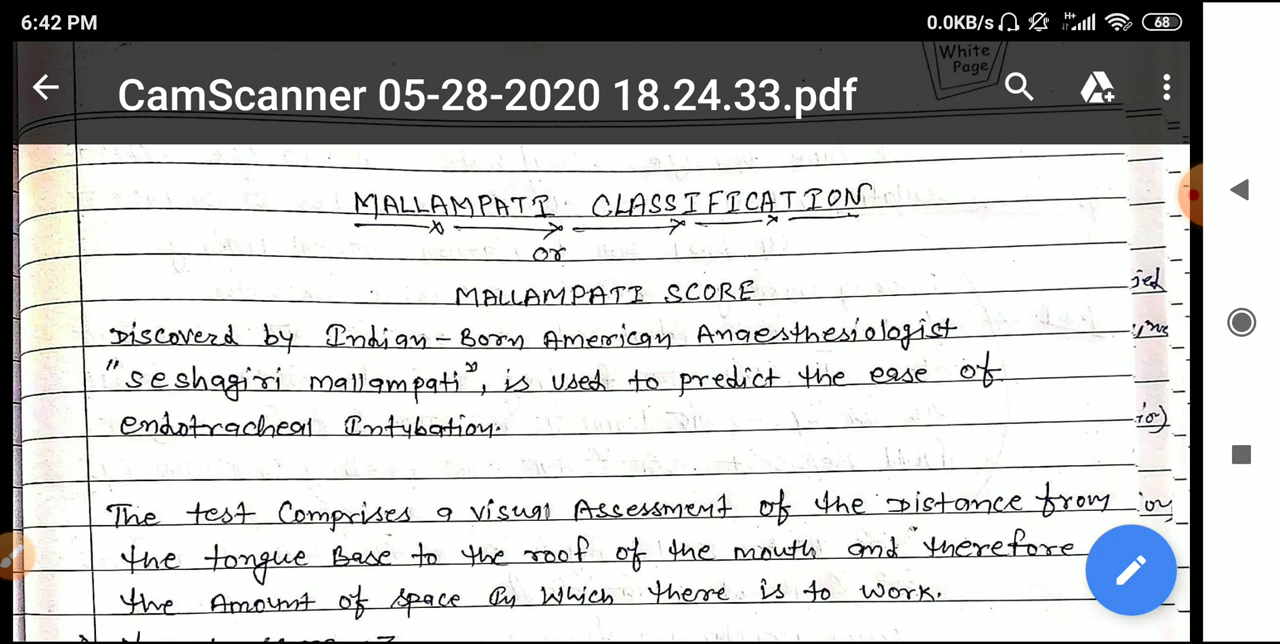 6:42 PM
0.0KB/s H+ 68
White
Page
CamScanner 05-28-2020 18.24.33.pdf
MALLAMPATI CLASSIFICATION
or
MALLAMPATI SCORE
Discoverd by Indian-Born American Anaesthesiologist
"seshagiri mallampati", is used to predict the ease of
endotracheal Intubation.
The test Comprises a visual Assessment of the Distance from
the tongue Base to the roof of the mouth and therefore
the Amount of space in which there is to work.